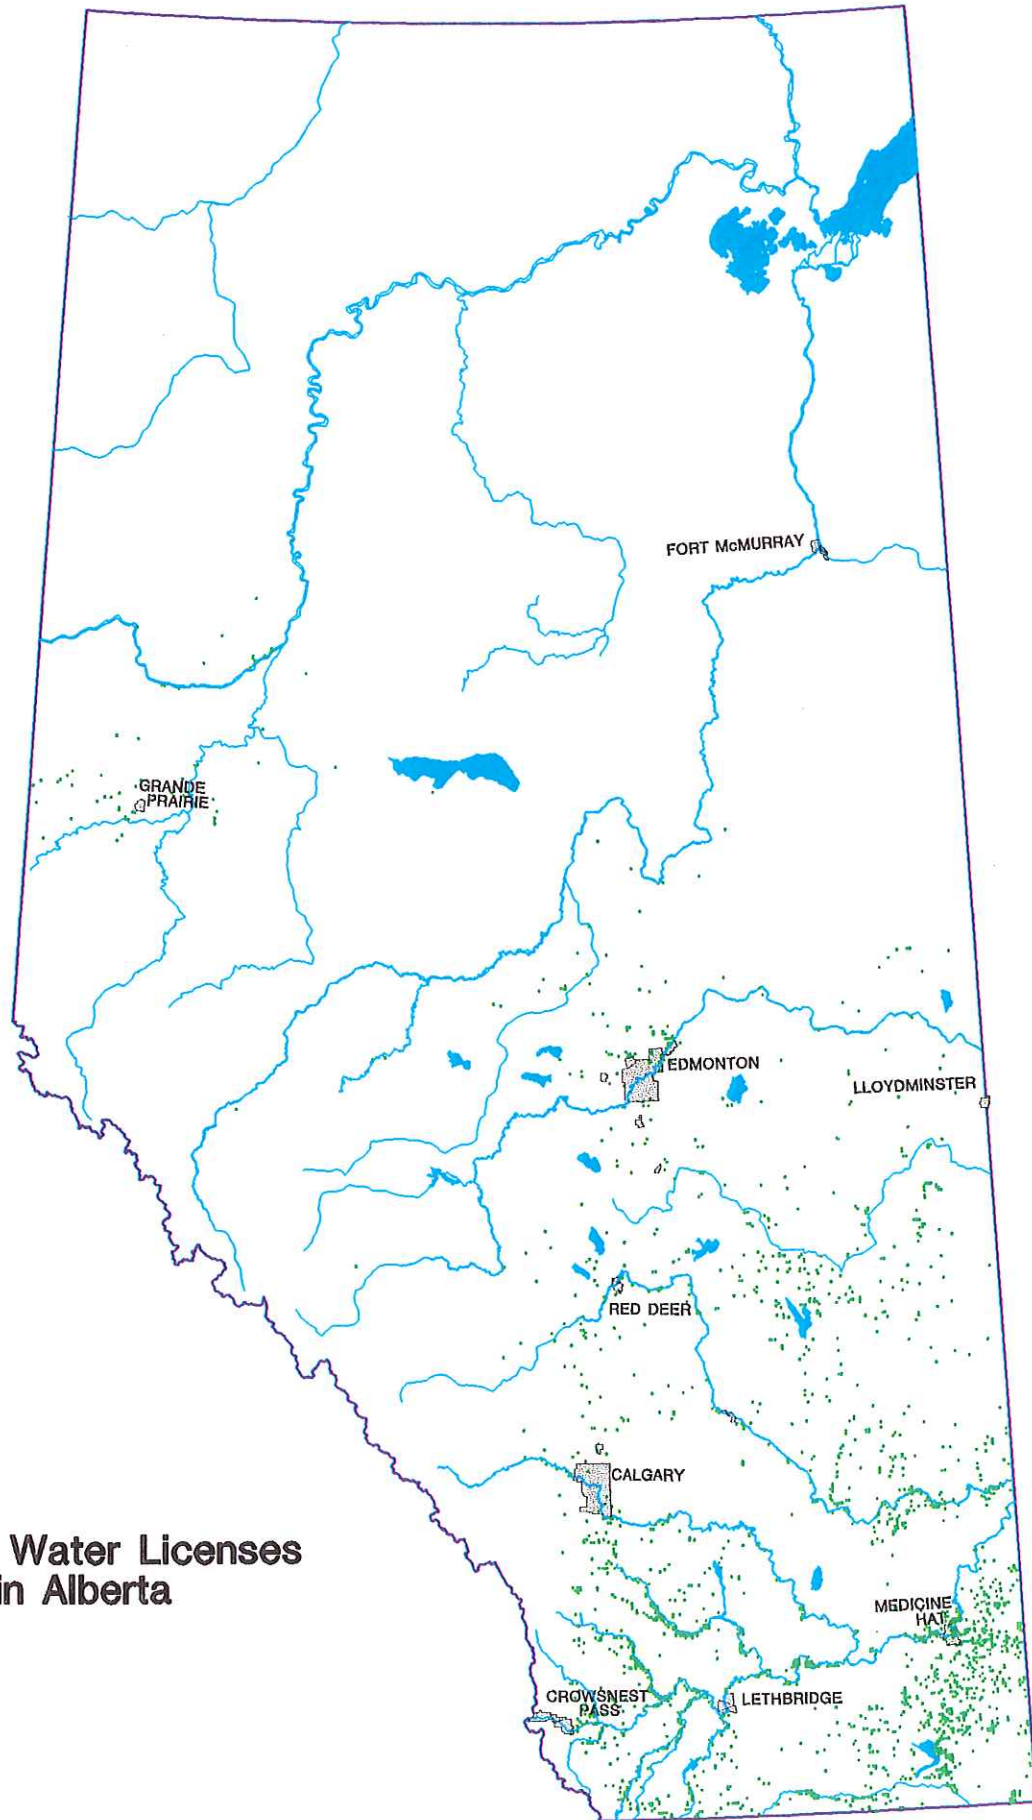 FORT McMURRAY
GRANDE
PRAIRIE
EDMONTON
LLOYDMINSTER
RED DEER
CALGARY
Water Licenses
in Alberta
MEDICINE
HAT
CROWSNEST
PASS
LETHBRIDGE